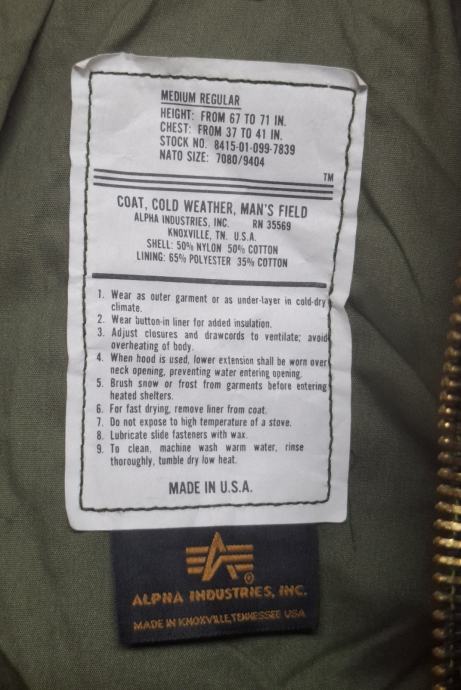 MEDIUM REGULAR
HEIGHT: FROM 67 TO 71 IN.
CHEST: FROM 37 TO 41 IN.
STOCK NO. 8415-01-099-7839
NATO SIZE: 7080/9404
TM
COAT, COLD WEATHER, MAN'S FIELD
ALPHA INDUSTRIES, INC. RN 35569
KNOXVILLE, TN. U.S.A.
SHELL: 50% NYLON 50% COTTON
LINING: 65% POLYESTER 35% COTTON
1. Wear as outer garment or as under-layer in cold-dry
climate.
2. Wear button-in liner for added insulation.
3. Adjust closures and drawcords to ventilate; avoid
overheating of body.
4. When hood is used, lower extension shall be worn over
neck opening, preventing water entering opening.
5. Brush snow or frost from garments before entering
heated shelters.
6. For fast drying, remove liner from coat.
7. Do not expose to high temperature of a stove.
8. Lubricate slide fasteners with wax.
9. To clean, machine wash warm water, rinse
thoroughly, tumble dry low heat.
MADE IN U.S.A.
®
ALPHA INDUSTRIES, INC.
MADE IN KNOXVILLE, TENNESSEE USA